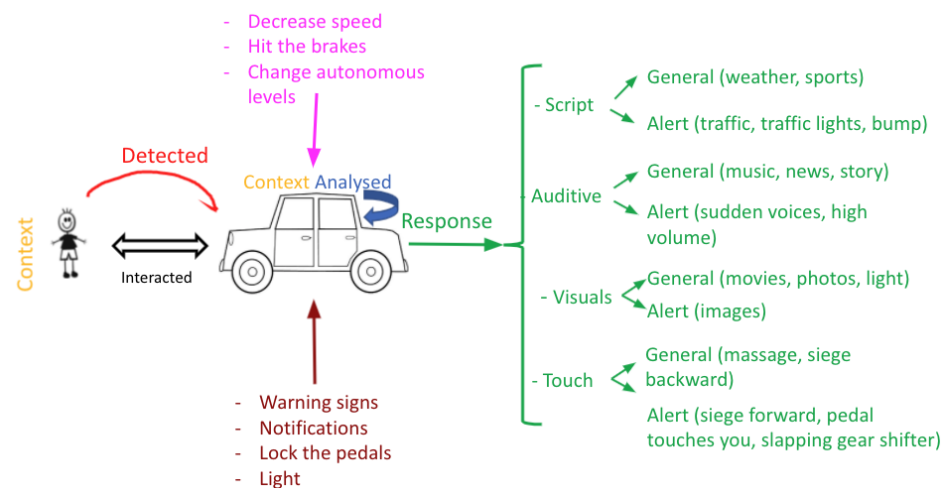 - Decrease speed
- Hit the brakes
- Change autonomous
levels
Detected
Context Analysed
Context
Interacted
Response
- Script
General (weather, sports)
Alert (traffic, traffic lights, bump)
- Auditive
General (music, news, story)
Alert (sudden voices, high
volume)
- Visuals
General (movies, photos, light)
Alert (images)
- Touch
General (massage, siege
backward)
Alert (siege forward, pedal
touches you, slapping gear shifter)
- Warning signs
- Notifications
- Lock the pedals
- Light